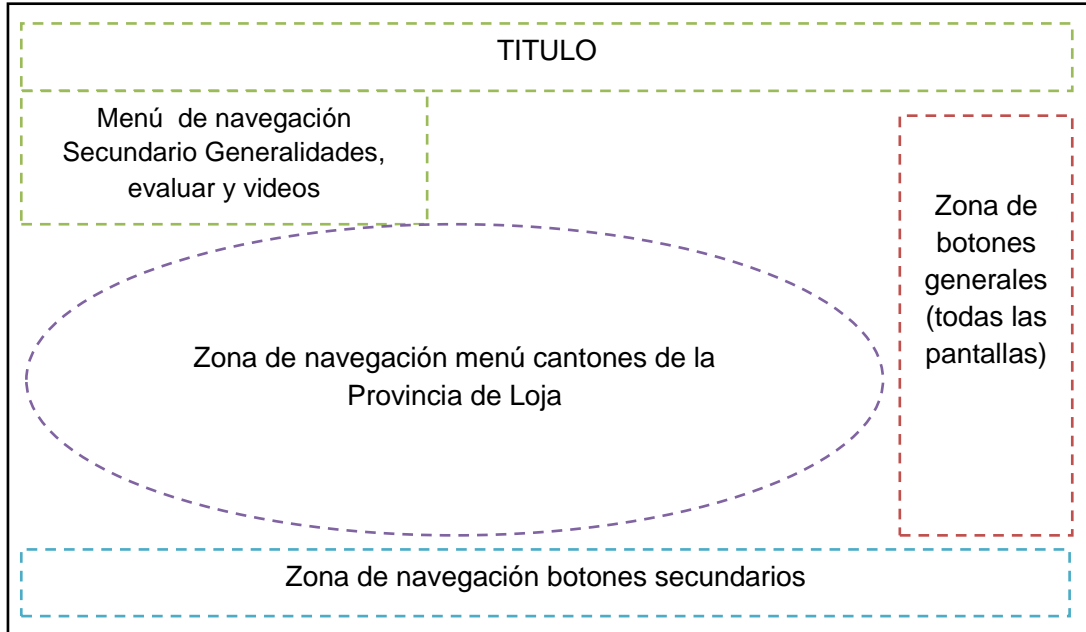 TITULO
Menú de navegación
Secundario Generalidades,
evaluar y videos
Zona de
botones
generales
(todas las
pantallas)
Zona de navegación menú cantones de la
Provincia de Loja
Zona de navegación botones secundarios